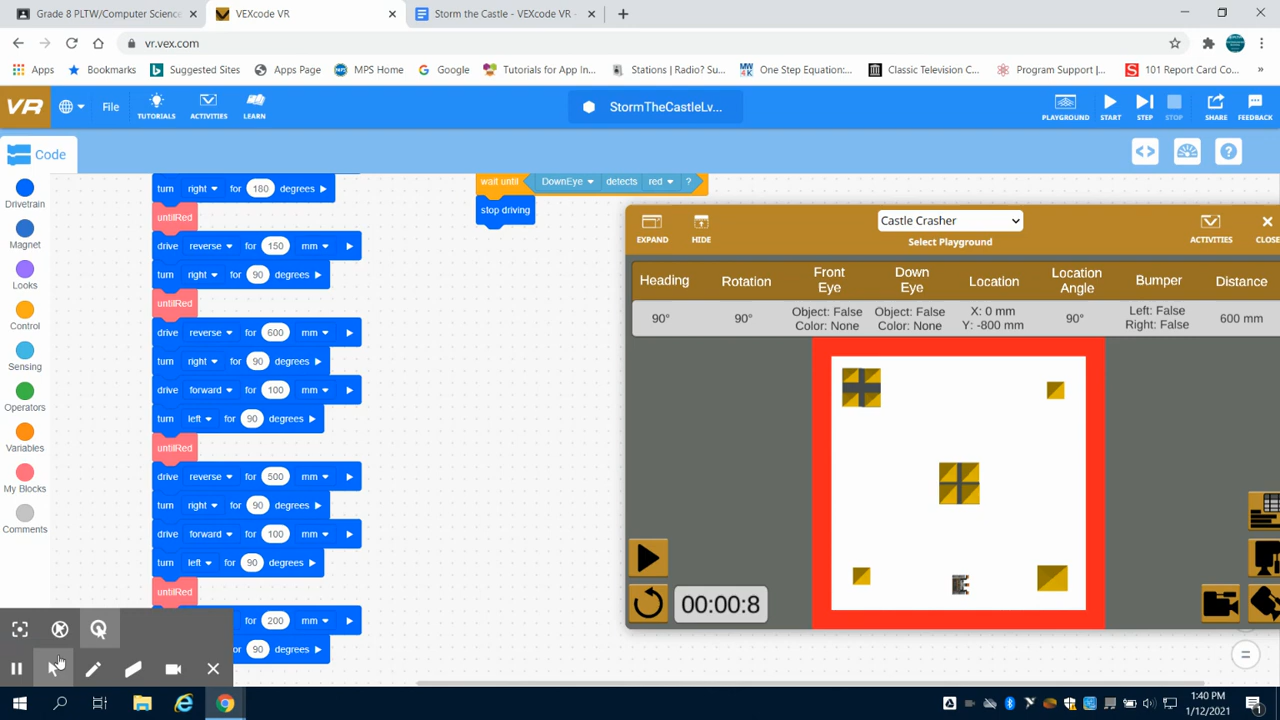 Grade 8 PLTW/Computer Science
VEXcode VR
Storm the Castle - VEXcode VR -
vr.vex.com
Apps
Bookmarks
Suggested Sites
Apps Page
MPS Home
Google
Tutorials for App In...
Stations | Radio? Su...
One Step Equation:...
Classic Television C...
Program Support |...
101 Report Card Co...
VR
File
TUTORIALS
ACTIVITIES
LEARN
StormTheCastleLv...
PLAYGROUND
START
STEP
STOP
SHARE
FEEDBACK
Code
Drivetrain
Magnet
Looks
Control
Sensing
Operators
Variables
My Blocks
Comments
turn right for 180 degrees
untilRed
drive reverse for 150 mm
turn right for 90 degrees
untilRed
drive reverse for 600 mm
turn right for 90 degrees
drive forward for 100 mm
turn left for 90 degrees
untilRed
drive reverse for 500 mm
turn right for 90 degrees
drive forward for 100 mm
turn left for 90 degrees
untilRed
for 200 mm
for 90 degrees
wait until DownEye detects red ?
stop driving
EXPAND
HIDE
Castle Crasher
Select Playground
ACTIVITIES
CLOSE
Heading Rotation Front Eye Down Eye Location Location Angle Bumper Distance
90° 90° Object: False Color: None Object: False Color: None X: 0 mm Y: -800 mm 90° Left: False Right: False 600 mm
00:00:8
1:40 PM
1/12/2021